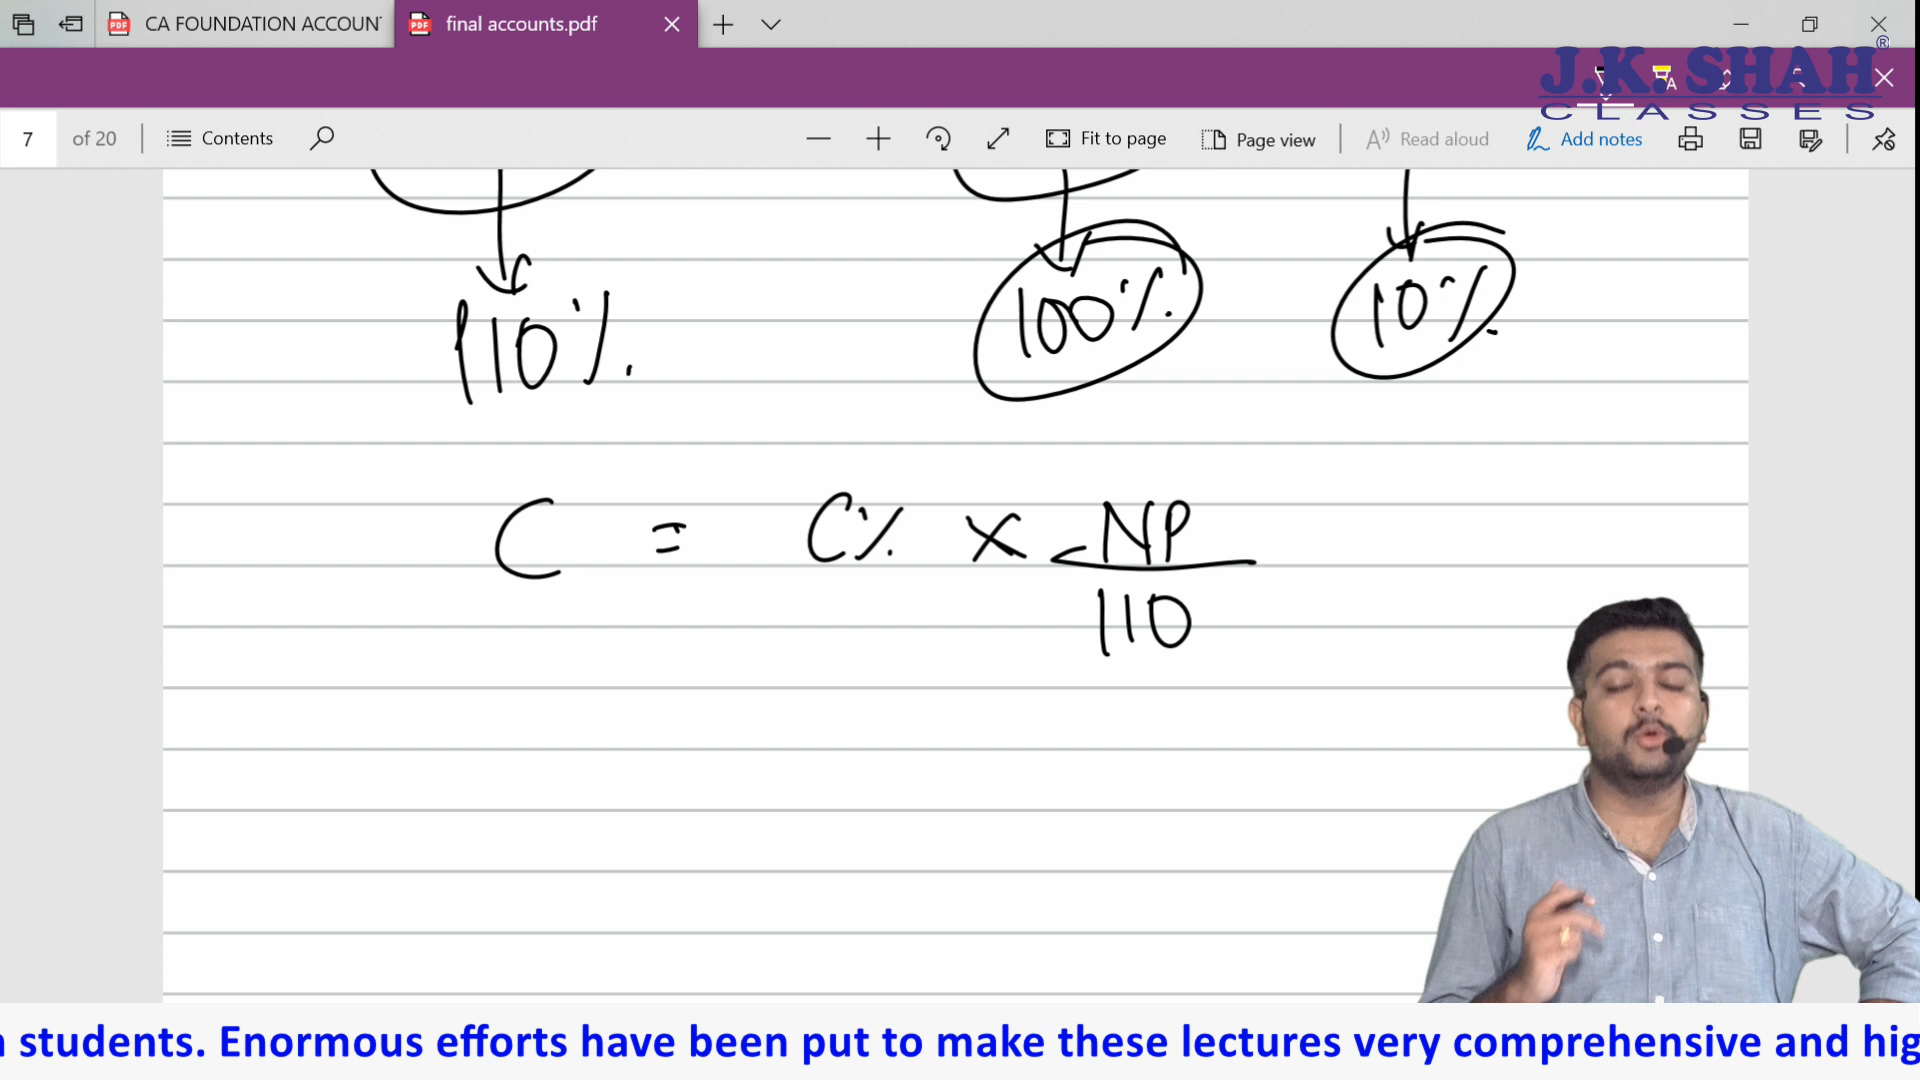 CA FOUNDATION ACCOUN
final accounts.pdf
J.K. SHAH®
CLASSES
7 of 20 Contents Fit to page Page view Read aloud Add notes
110%. 100%. 10%.
C = C% × NP
110
students. Enormous efforts have been put to make these lectures very comprehensive and hig